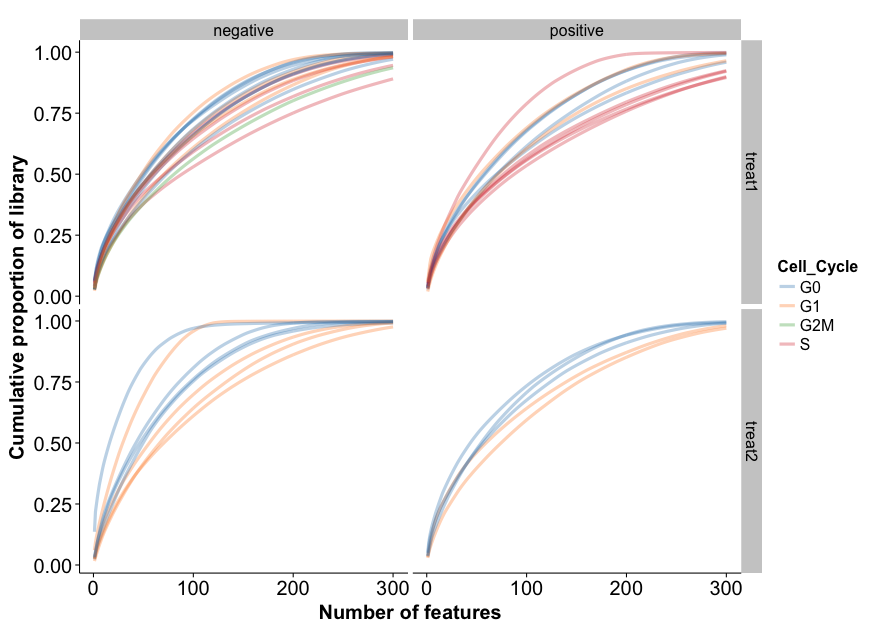 negative positive
1.00
0.75
0.50
0.25
0.00
treat1
1.00
0.75
0.50
0.25
0.00
treat2
Cumulative proportion of library
0 100 200 300 0 100 200 300
Number of features
Cell_Cycle
G0
G1
G2M
S